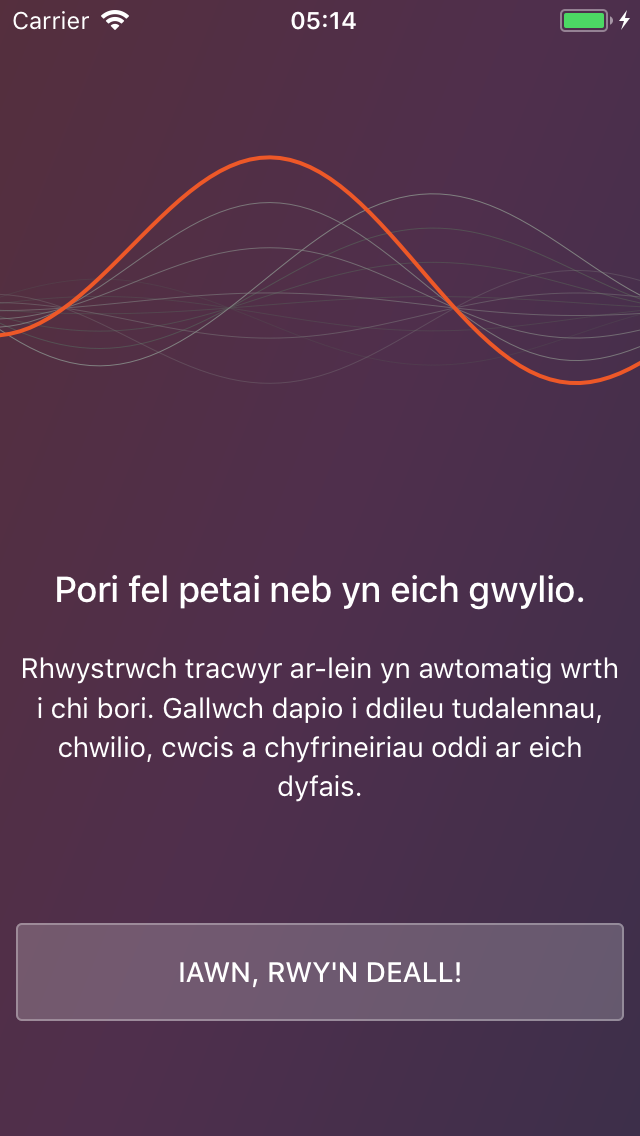 Carrier 05:14
Pori fel petai neb yn eich gwylio.
Rhwystrwch tracwyr ar-lein yn awtomatig wrth
i chi bori. Gallwch dapio i ddileu tudalennau,
chwilio, cwcis a chyfrineiriau oddi ar eich
dyfais.
IAWN, RWY'N DEALL!